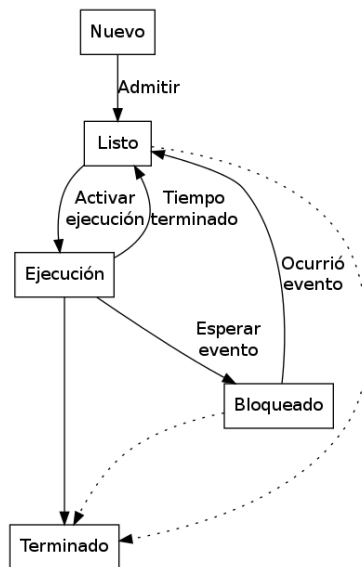 Nuevo
Admitir
Listo
Activar
ejecución
Tiempo
terminado
Ejecución
Ocurrió
evento
Esperar
evento
Bloqueado
Terminado